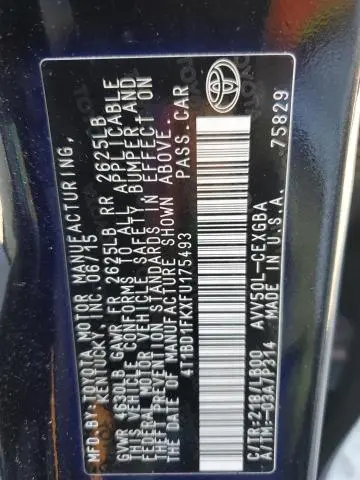 MFD. BY:TOYOTA MOTOR MANUFACTURING,
KENTUCKY, INC. 06/15
GVWR 4630LB GAWR FR 2625LB RR 2625LB
THIS VEHICLE CONFORMS TO ALL APPLICABLE
FEDERAL MOTOR VEHICLE SAFETY, BUMPER, AND
THEFT PREVENTION STANDARDS IN EFFECT ON
THE DATE OF MANUFACTURE SHOWN ABOVE.
4T1BD1FKXFU175493 PASS.CAR
C/TR:218/LB00 AVV50L-CEXGBA
A/TM:-03A/P314 MADE IN U.S.A.
75829